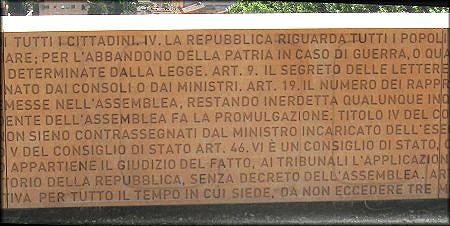 TUTTI I CITTADINI. IV. LA REPUBBLICA RIGUARDA TUTTI I POPOLI
ARE; PER L'ABBANDONO DELLA PATRIA IN CASO DI GUERRA, O QUA
DETERMINATE DALLA LEGGE. ART. 9. IL SEGRETO DELLE LETTERE
NATO DAI CONSOLI O DAI MINISTRI. ART. 19. IL NUMERO DEI RAPPR
MESSE NELL'ASSEMBLEA, RESTANDO INERDETTA QUALUNQUE INC
DENTE DELL'ASSEMBLEA FA LA PROMULGAZIONE. TITOLO IV DEL CO
ON SIENO CONTRASSEGNATI DAL MINISTRO INCARICATO DELL'ESE
V DEL CONSIGLIO DI STATO ART. 46. VI È UN CONSIGLIO DI STATO,
APPARTIENE IL GIUDIZIO DEL FATTO, AI TRIBUNALI L'APPLICAZION
TORIO DELLA REPUBBLICA, SENZA DECRETO DELL'ASSEMBLEA. AR
TIVA PER TUTTO IL TEMPO IN CUI SIEDE, DA NON ECCEDERE TRE M